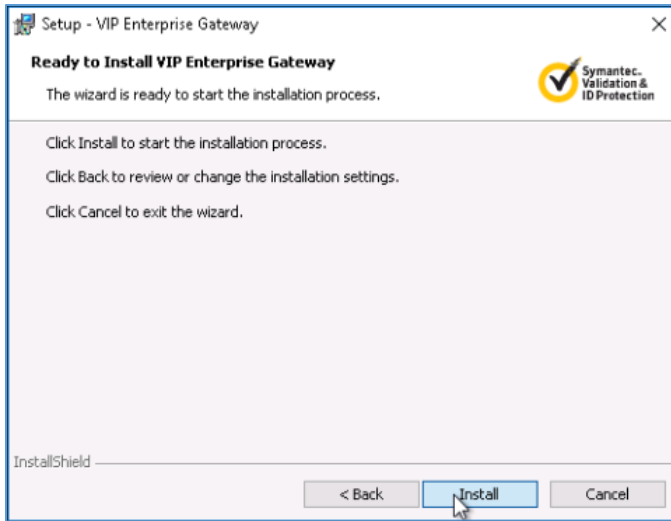 Setup - VIP Enterprise Gateway
Ready to Install VIP Enterprise Gateway
The wizard is ready to start the installation process.
Symantec.
Validation &
ID Protection
Click Install to start the installation process.
Click Back to review or change the installation settings.
Click Cancel to exit the wizard.
InstallShield
< Back
Install
Cancel